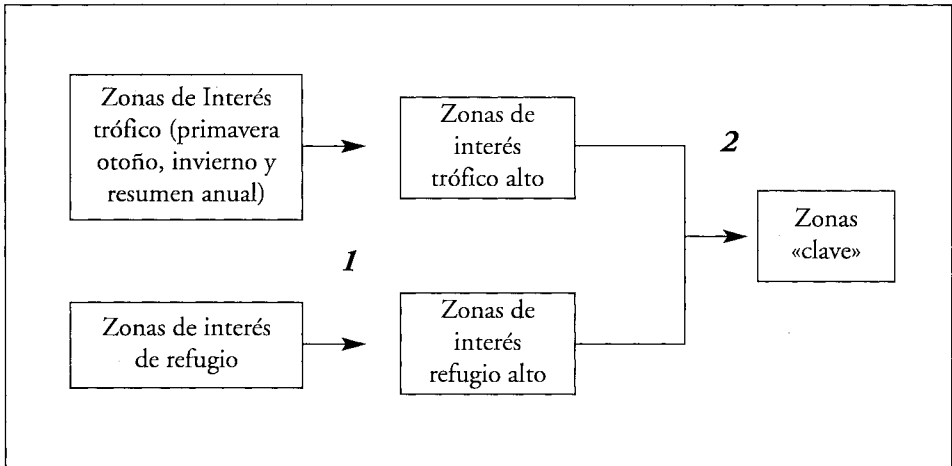 Zonas de Interés
trófico (primavera
otoño, invierno y
resumen anual)
Zonas de
interés
trófico alto
2
Zonas
«clave»
1
Zonas de interés
de refugio
Zonas de
interés
refugio alto